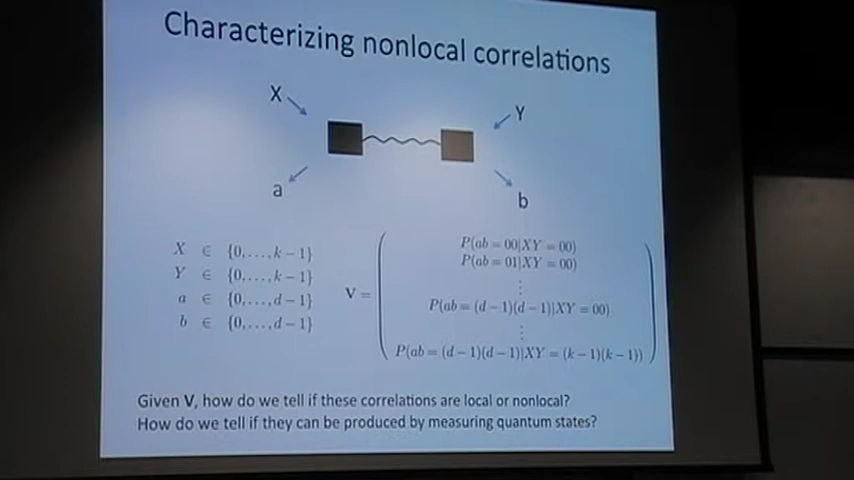 Characterizing nonlocal correlations
X
Y
a
b
X ∈ {0,…,k−1}
Y ∈ {0,…,k−1}
a ∈ {0,…,d−1}
b ∈ {0,…,d−1}
V =
P(ab = 00|XY = 00)
P(ab = 01|XY = 00)
⋮
P(ab = (d−1)(d−1)|XY = 00)
⋮
P(ab = (d−1)(d−1)|XY = (k−1)(k−1))
Given V, how do we tell if these correlations are local or nonlocal?
How do we tell if they can be produced by measuring quantum states?